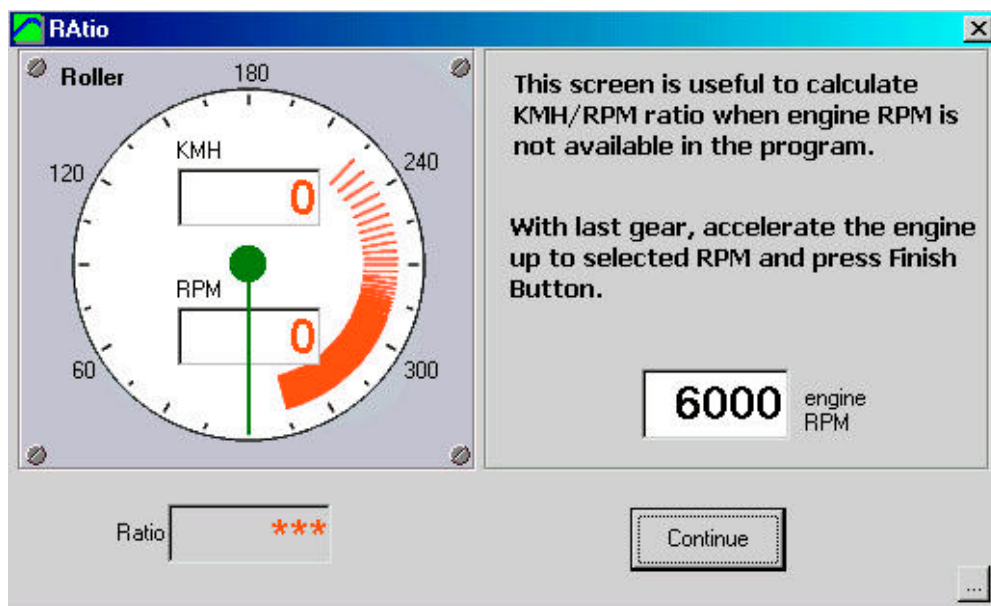 RAtio
Roller
180
240
120
KMH
0
RPM
0
60
300
This screen is useful to calculate
KMH/RPM ratio when engine RPM is
not available in the program.
With last gear, accelerate the engine
up to selected RPM and press Finish
Button.
6000
engine
RPM
Ratio
***
Continue
...